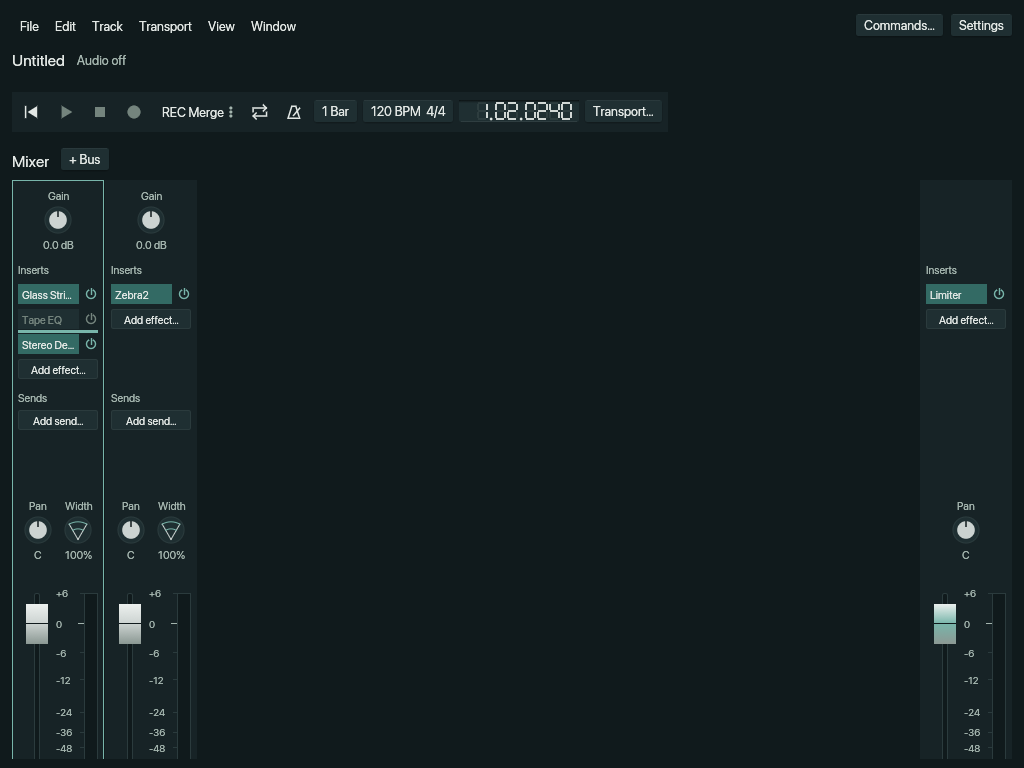 File Edit Track Transport View Window Commands... Settings
Untitled Audio off
REC Merge 1 Bar 120 BPM 4/4 1.02.0240 Transport...
Mixer + Bus
Gain Gain
0.0 dB 0.0 dB
Inserts Inserts Inserts
Glass Stri... Zebra2 Limiter
Tape EQ Add effect... Add effect...
Stereo De...
Add effect...
Sends Sends
Add send... Add send...
Pan Width Pan Width Pan
C 100% C 100% C
+6 +6 +6
0 0 0
-6 -6 -6
-12 -12 -12
-24 -24 -24
-36 -36 -36
-48 -48 -48